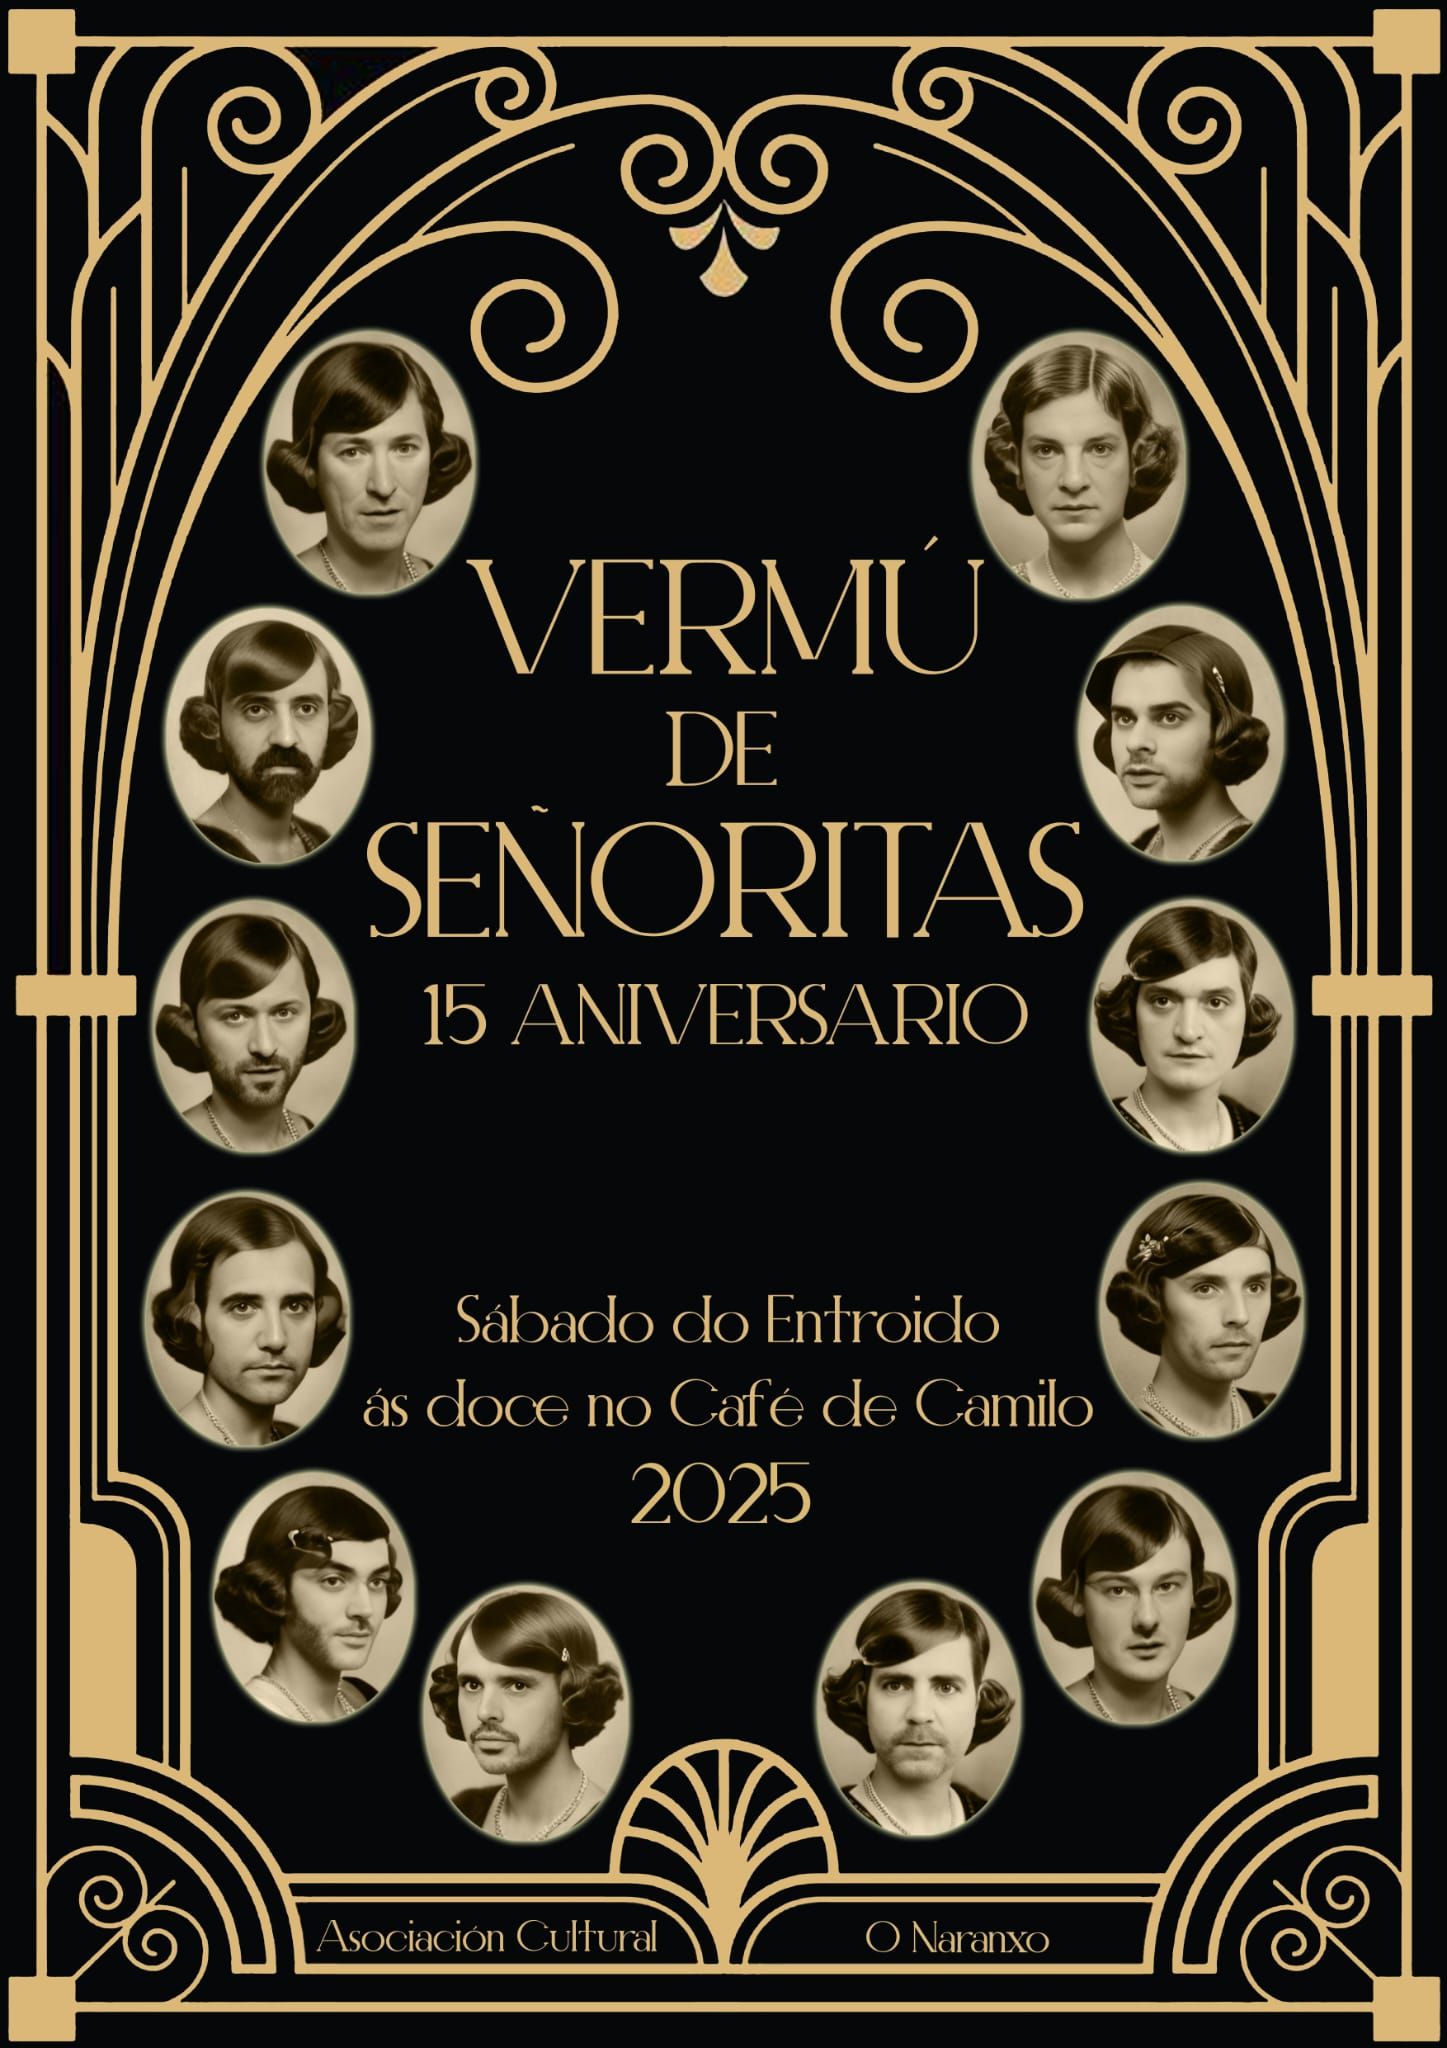 VERMÚ
DE
SEÑORITAS
15 ANIVERSARIO
Sábado do Entroido
ás doce no Café de Camilo
2025
Asociación Cultural
O Naranxo